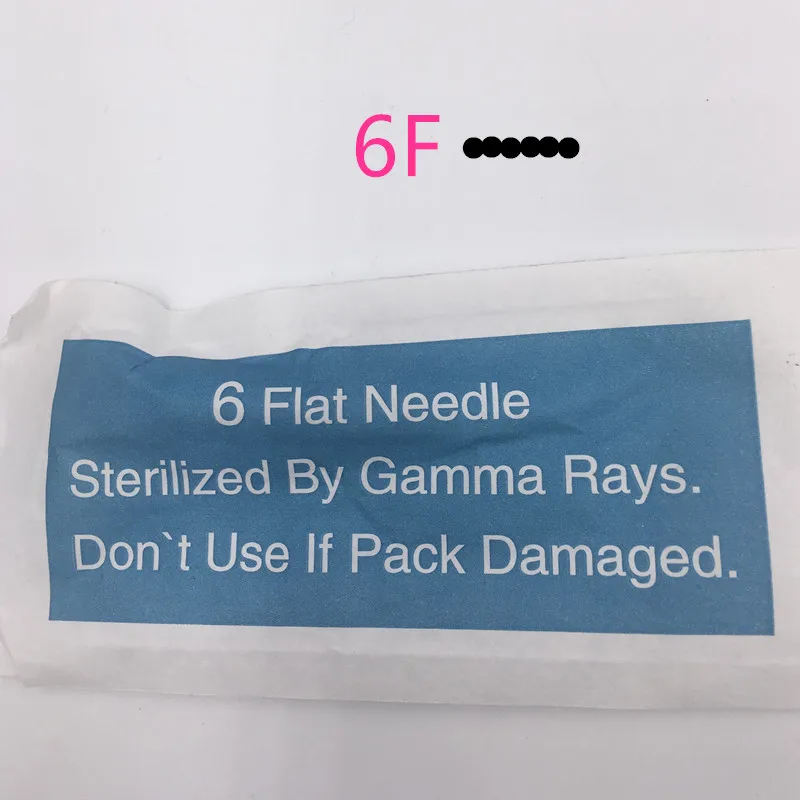 6F
6 Flat Needle
Sterilized By Gamma Rays.
Don`t Use If Pack Damaged.